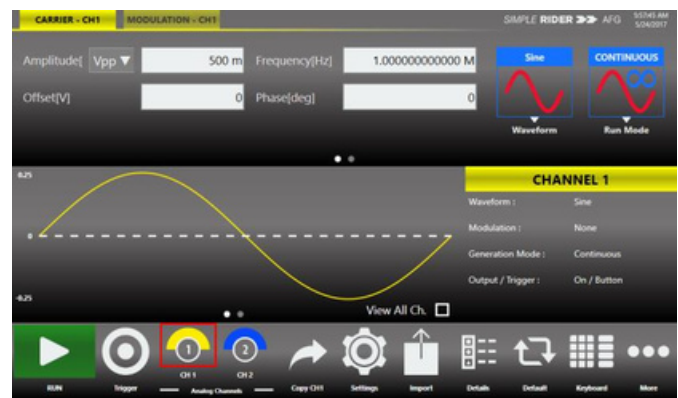 CARRIER - CH1 MODULATION - CH1 SIMPLE RIDER AFG 5:57:45 AM
5/24/2017
Amplitude[ Vpp 500 m Frequency[Hz] 1.000000000000 M Sine CONTINUOUS
Offset[V] 0 Phase[deg] 0
Waveform Run Mode
0.25 CHANNEL 1
Waveform : Sine
Modulation : None
0
Generation Mode : Continuous
Output / Trigger : On / Button
-0.25
View All Ch.
1 2
CH 1 CH 2
RUN Trigger Analog Channels Copy CH1 Settings Import Details Default Keyboard More